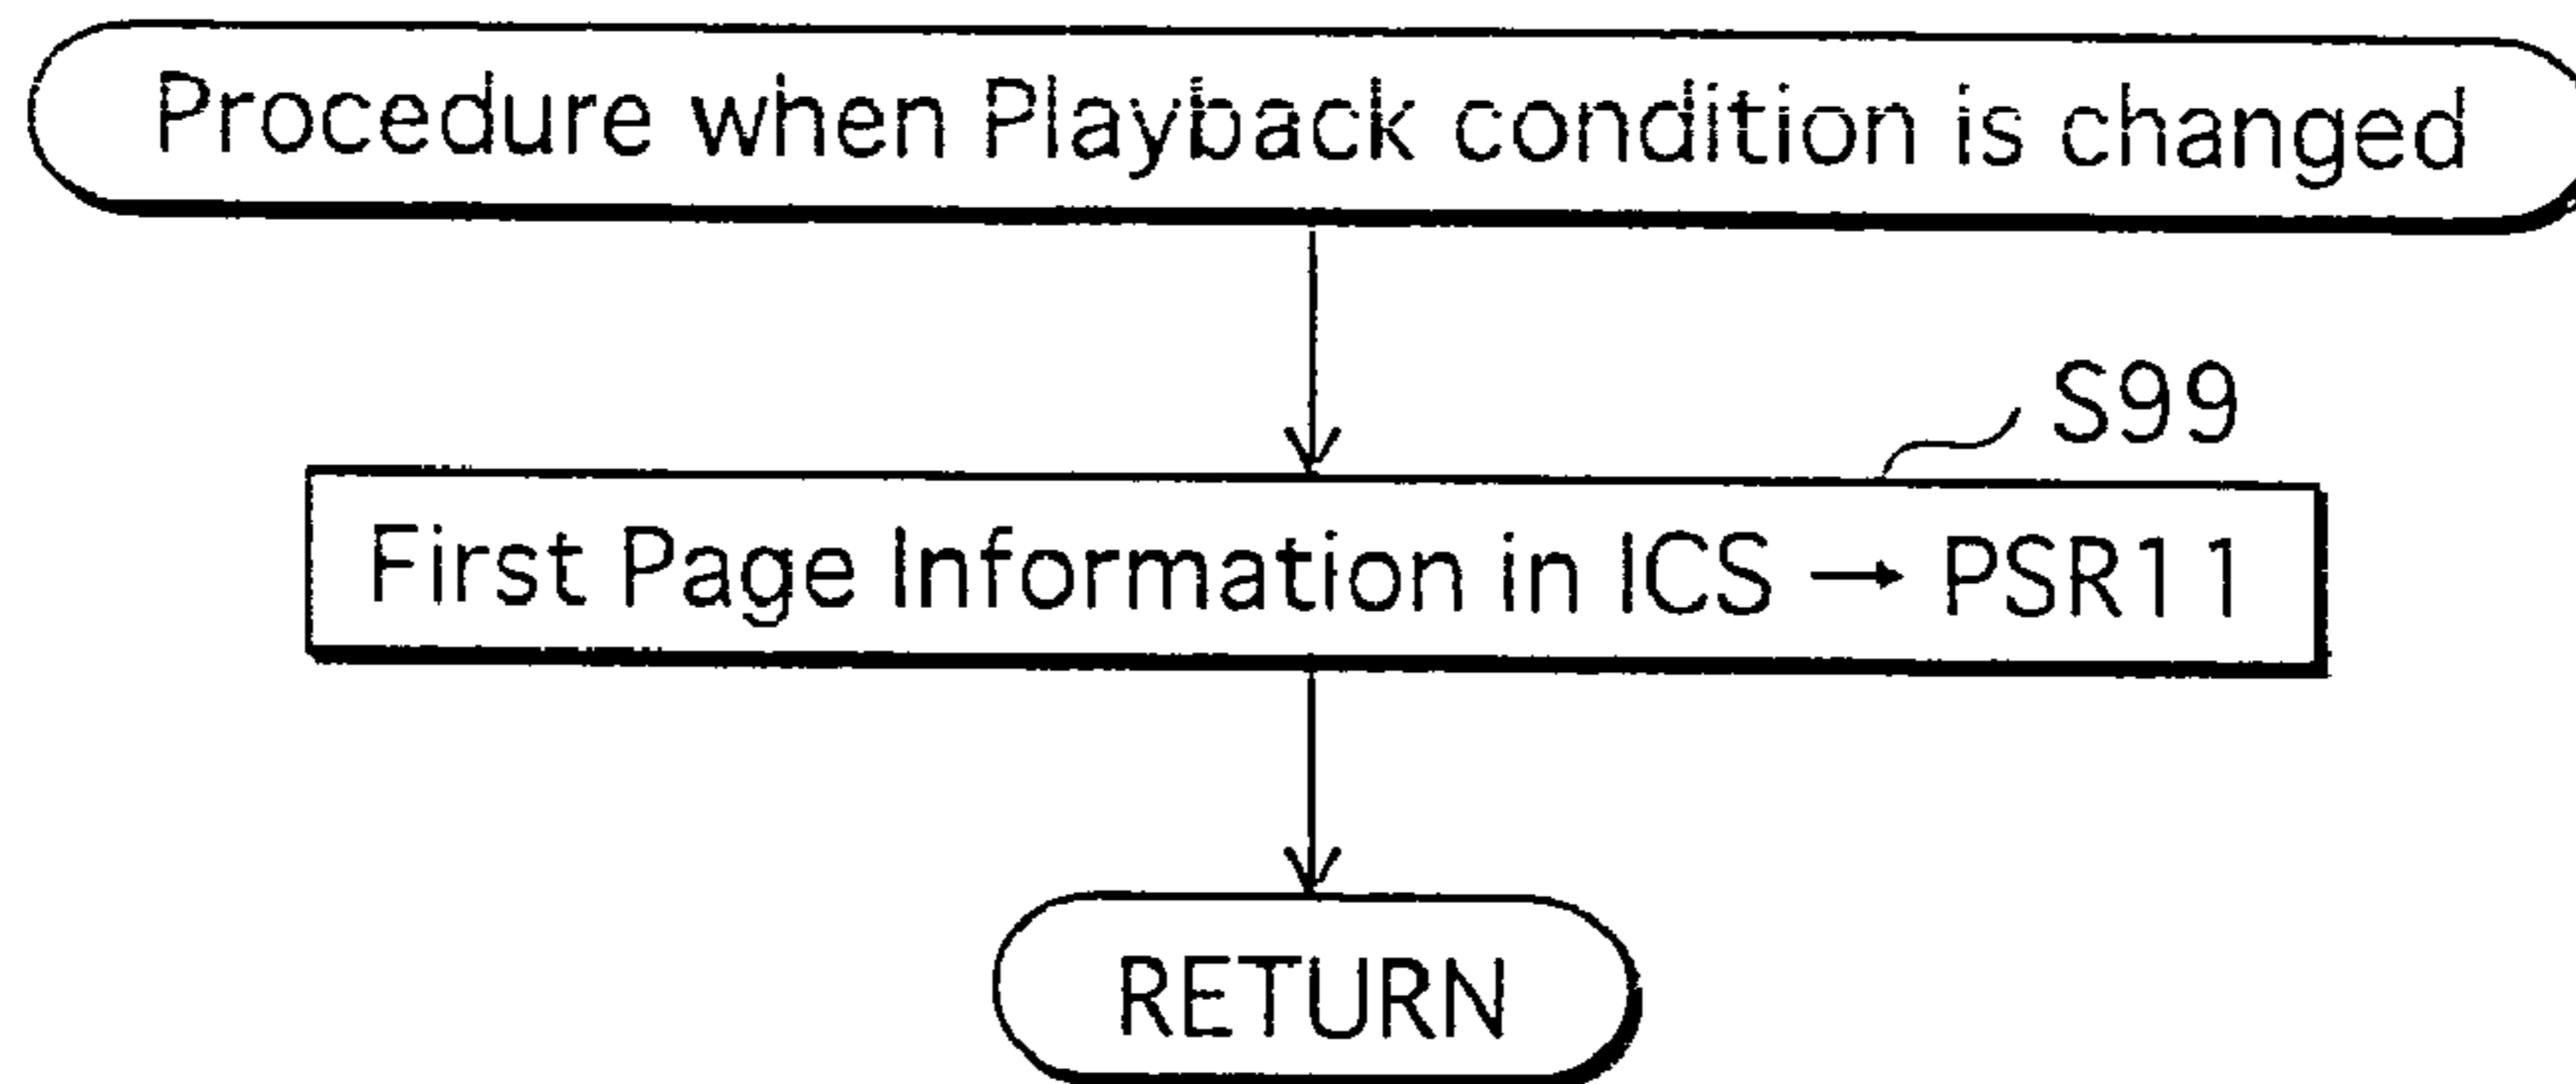 Procedure when Playback condition is changed
S99
First Page Information in ICS → PSR11
RETURN